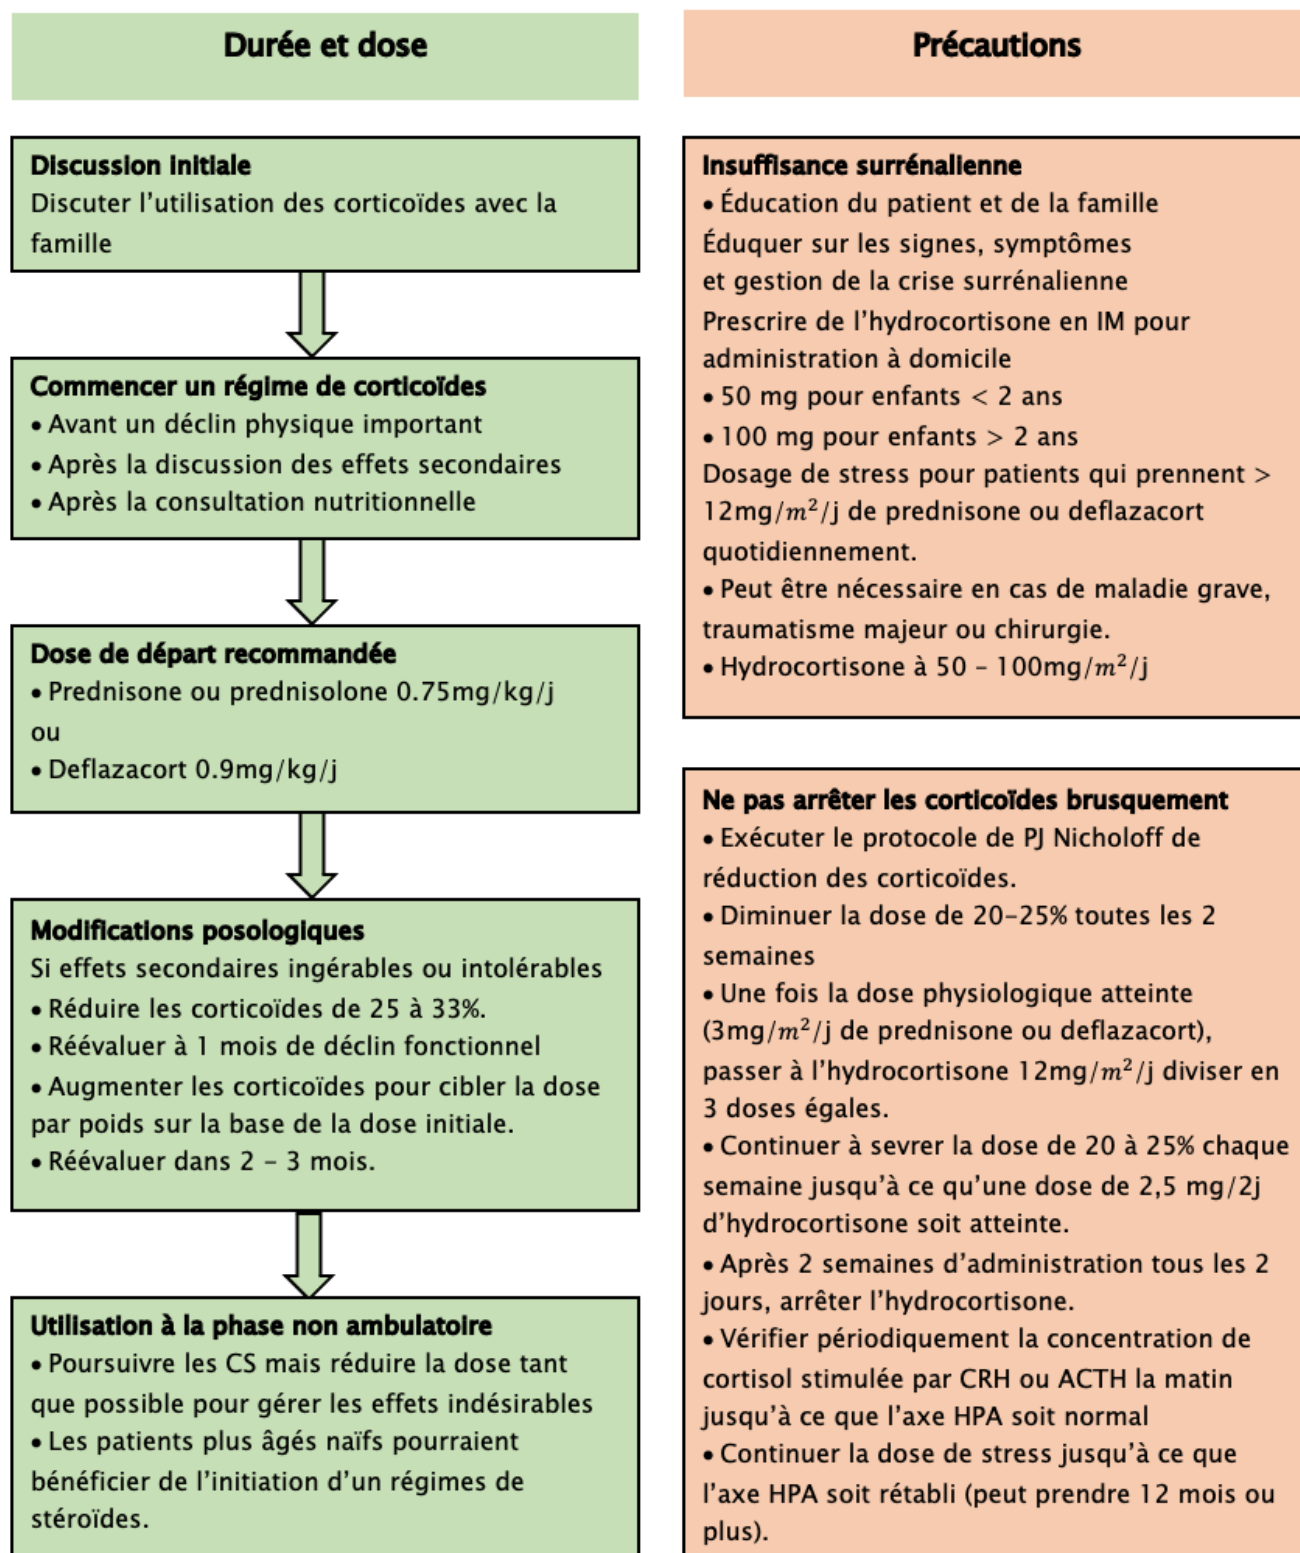 Durée et dose
Discussion initiale
Discuter l’utilisation des corticoïdes avec la
famille
Commencer un régime de corticoïdes
• Avant un déclin physique important
• Après la discussion des effets secondaires
• Après la consultation nutritionnelle
Dose de départ recommandée
• Prednisone ou prednisolone 0.75mg/kg/j
ou
• Deflazacort 0.9mg/kg/j
Modifications posologiques
Si effets secondaires ingérables ou intolérables
• Réduire les corticoïdes de 25 à 33%.
• Réévaluer à 1 mois de déclin fonctionnel
• Augmenter les corticoïdes pour cibler la dose
par poids sur la base de la dose initiale.
• Réévaluer dans 2 – 3 mois.
Utilisation à la phase non ambulatoire
• Poursuivre les CS mais réduire la dose tant
que possible pour gérer les effets indésirables
• Les patients plus âgés naïfs pourraient
bénéficier de l’initiation d’un régimes de
stéroïdes.
Précautions
Insuffisance surrénalienne
• Éducation du patient et de la famille
Éduquer sur les signes, symptômes
et gestion de la crise surrénalienne
Prescrire de l’hydrocortisone en IM pour
administration à domicile
• 50 mg pour enfants < 2 ans
• 100 mg pour enfants > 2 ans
Dosage de stress pour patients qui prennent >
12mg/m²/j de prednisone ou deflazacort
quotidiennement.
• Peut être nécessaire en cas de maladie grave,
traumatisme majeur ou chirurgie.
• Hydrocortisone à 50 – 100mg/m²/j
Ne pas arrêter les corticoïdes brusquement
• Exécuter le protocole de PJ Nicholoff de
réduction des corticoïdes.
• Diminuer la dose de 20–25% toutes les 2
semaines
• Une fois la dose physiologique atteinte
(3mg/m²/j de prednisone ou deflazacort),
passer à l’hydrocortisone 12mg/m²/j diviser en
3 doses égales.
• Continuer à sevrer la dose de 20 à 25% chaque
semaine jusqu’à ce qu’une dose de 2,5 mg/2j
d’hydrocortisone soit atteinte.
• Après 2 semaines d’administration tous les 2
jours, arrêter l’hydrocortisone.
• Vérifier périodiquement la concentration de
cortisol stimulée par CRH ou ACTH la matin
jusqu’à ce que l’axe HPA soit normal
• Continuer la dose de stress jusqu’à ce que
l’axe HPA soit rétabli (peut prendre 12 mois ou
plus).